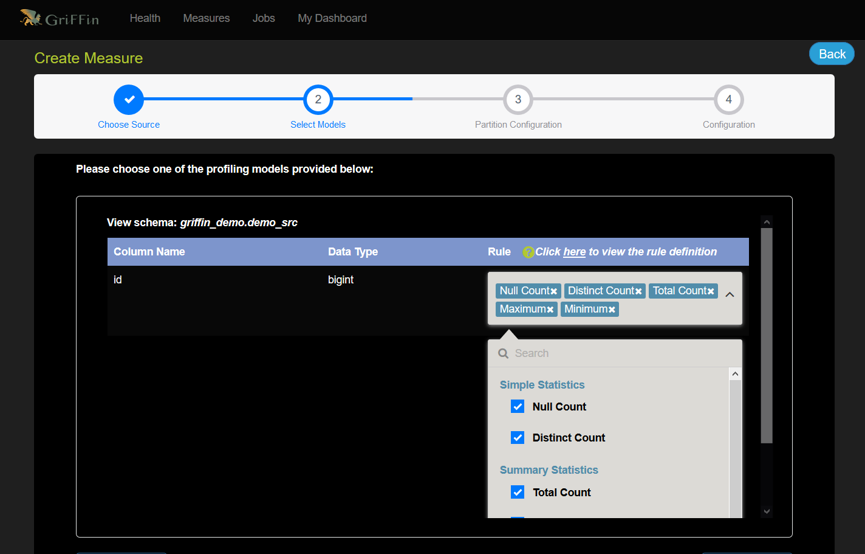 GriFFin Health Measures Jobs My Dashboard
Create Measure Back
2 3 4
Choose Source Select Models Partition Configuration Configuration
Please choose one of the profiling models provided below:
View schema: griffin_demo.demo_src
Column Name Data Type Rule ? Click here to view the rule definition
id bigint Null Count× Distinct Count× Total Count×
Maximum× Minimum×
Search
Simple Statistics
Null Count
Distinct Count
Summary Statistics
Total Count